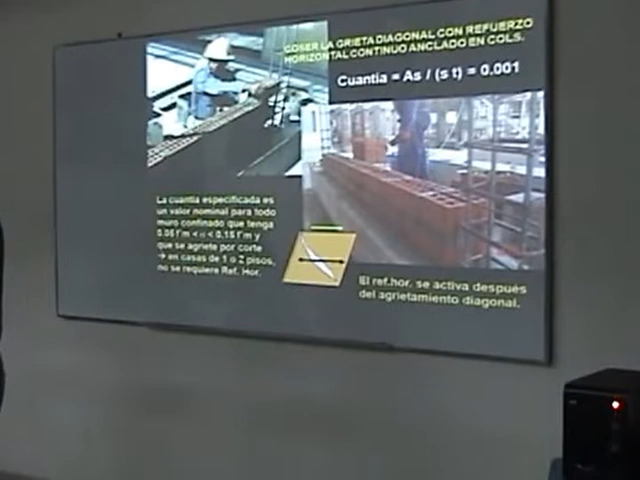 COSER LA GRIETA DIAGONAL CON REFUERZO
HORIZONTAL CONTINUO ANCLADO EN COLS.
Cuantía = As / (s t) = 0.001
La cuantía especificada es
un valor nominal para todo
muro confinado que tenga
0.05 f'm < σ < 0.15 f'm y
que se agriete por corte
→ en casas de 1 o 2 pisos,
no se requiere Ref. Hor.
El ref.hor. se activa después
del agrietamiento diagonal.